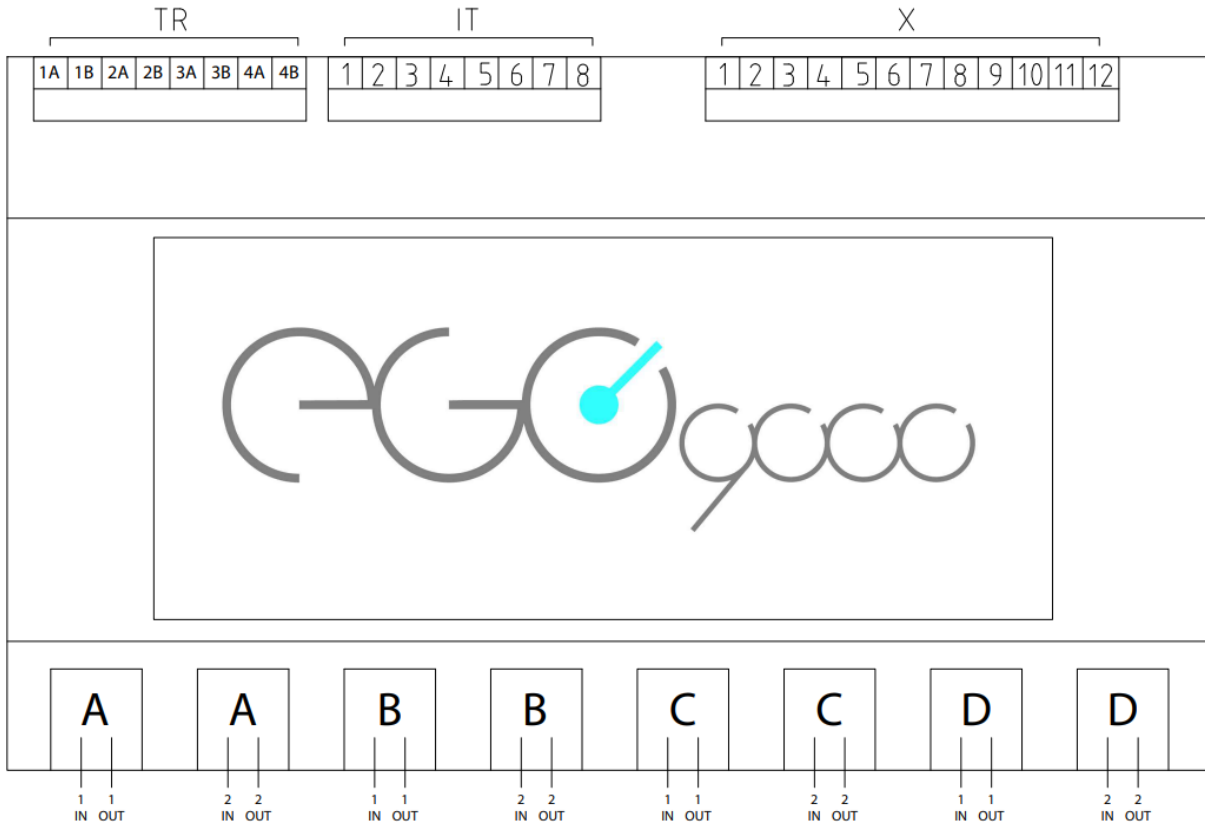 TR IT X
1A 1B 2A 2B 3A 3B 4A 4B 1 2 3 4 5 6 7 8 1 2 3 4 5 6 7 8 9 10 11 12
eGO 9000
A A B B C C D D
1 1 2 2 1 1 2 2 1 1 2 2 1 1 2 2
IN OUT IN OUT IN OUT IN OUT IN OUT IN OUT IN OUT IN OUT